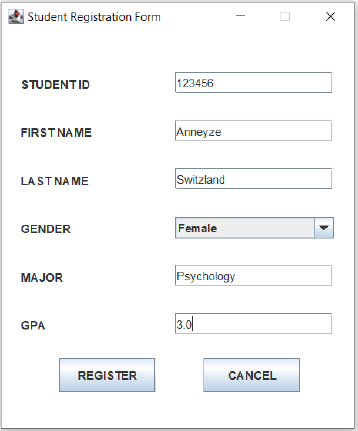 Student Registration Form
STUDENT ID 123456
FIRST NAME Anneyze
LAST NAME Switzland
GENDER Female
MAJOR Psychology
GPA 3.0
REGISTER CANCEL